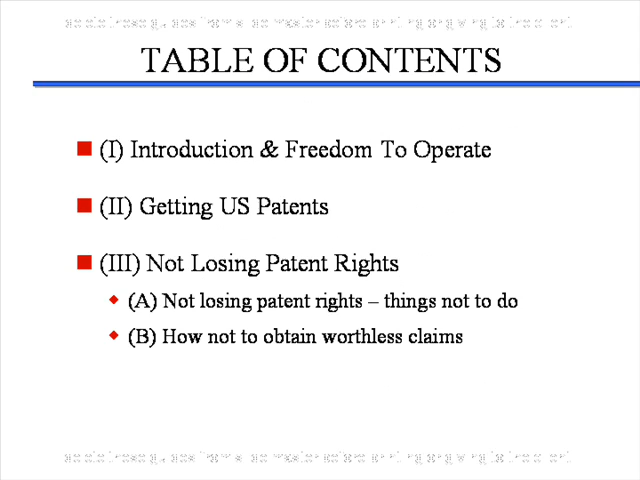 TABLE OF CONTENTS
(I) Introduction & Freedom To Operate
(II) Getting US Patents
(III) Not Losing Patent Rights
(A) Not losing patent rights – things not to do
(B) How not to obtain worthless claims